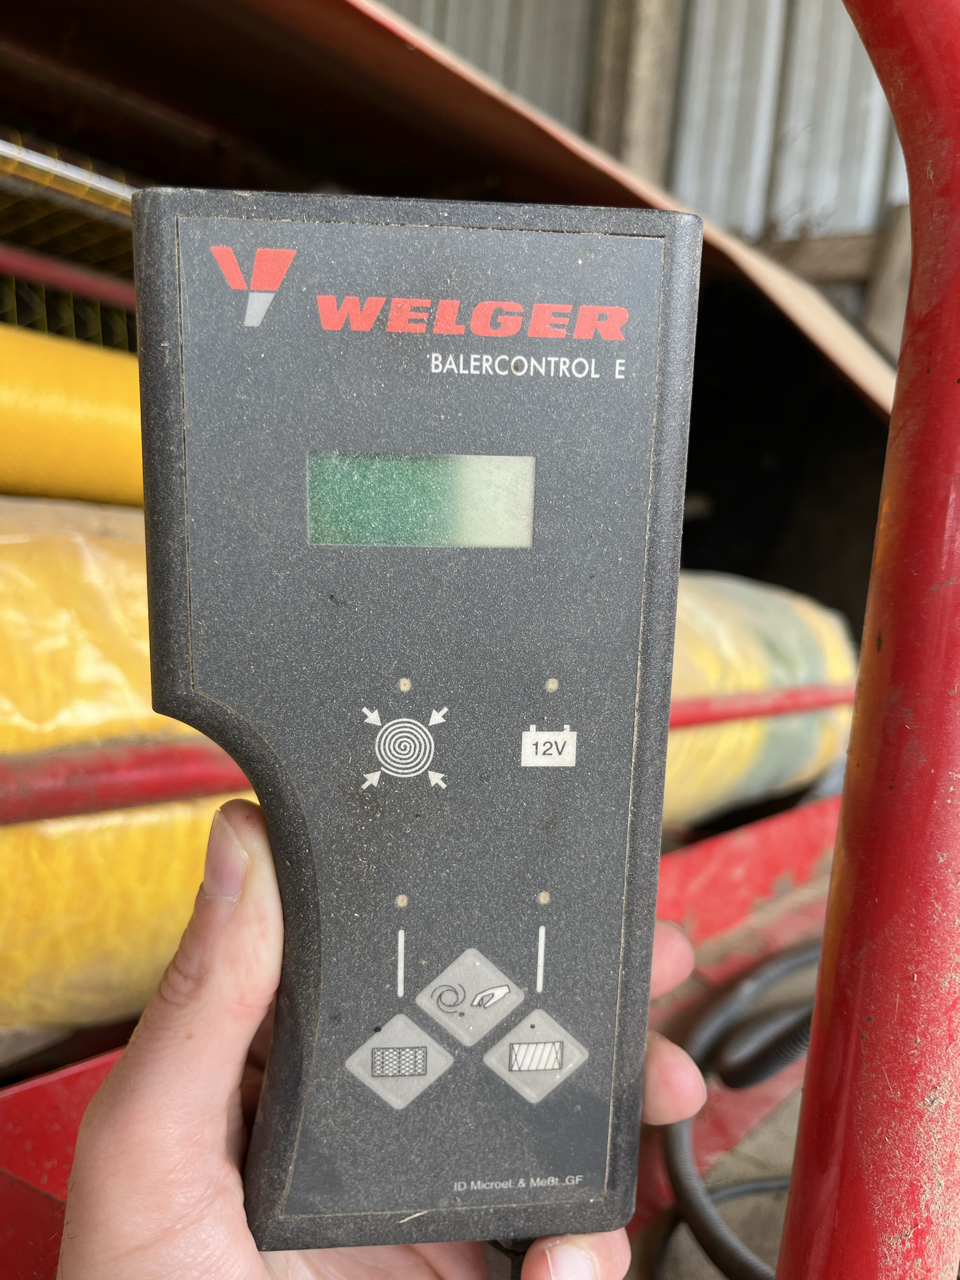 WELGER
BALERCONTROL E
12V
ID Microel. & Meßt. GF